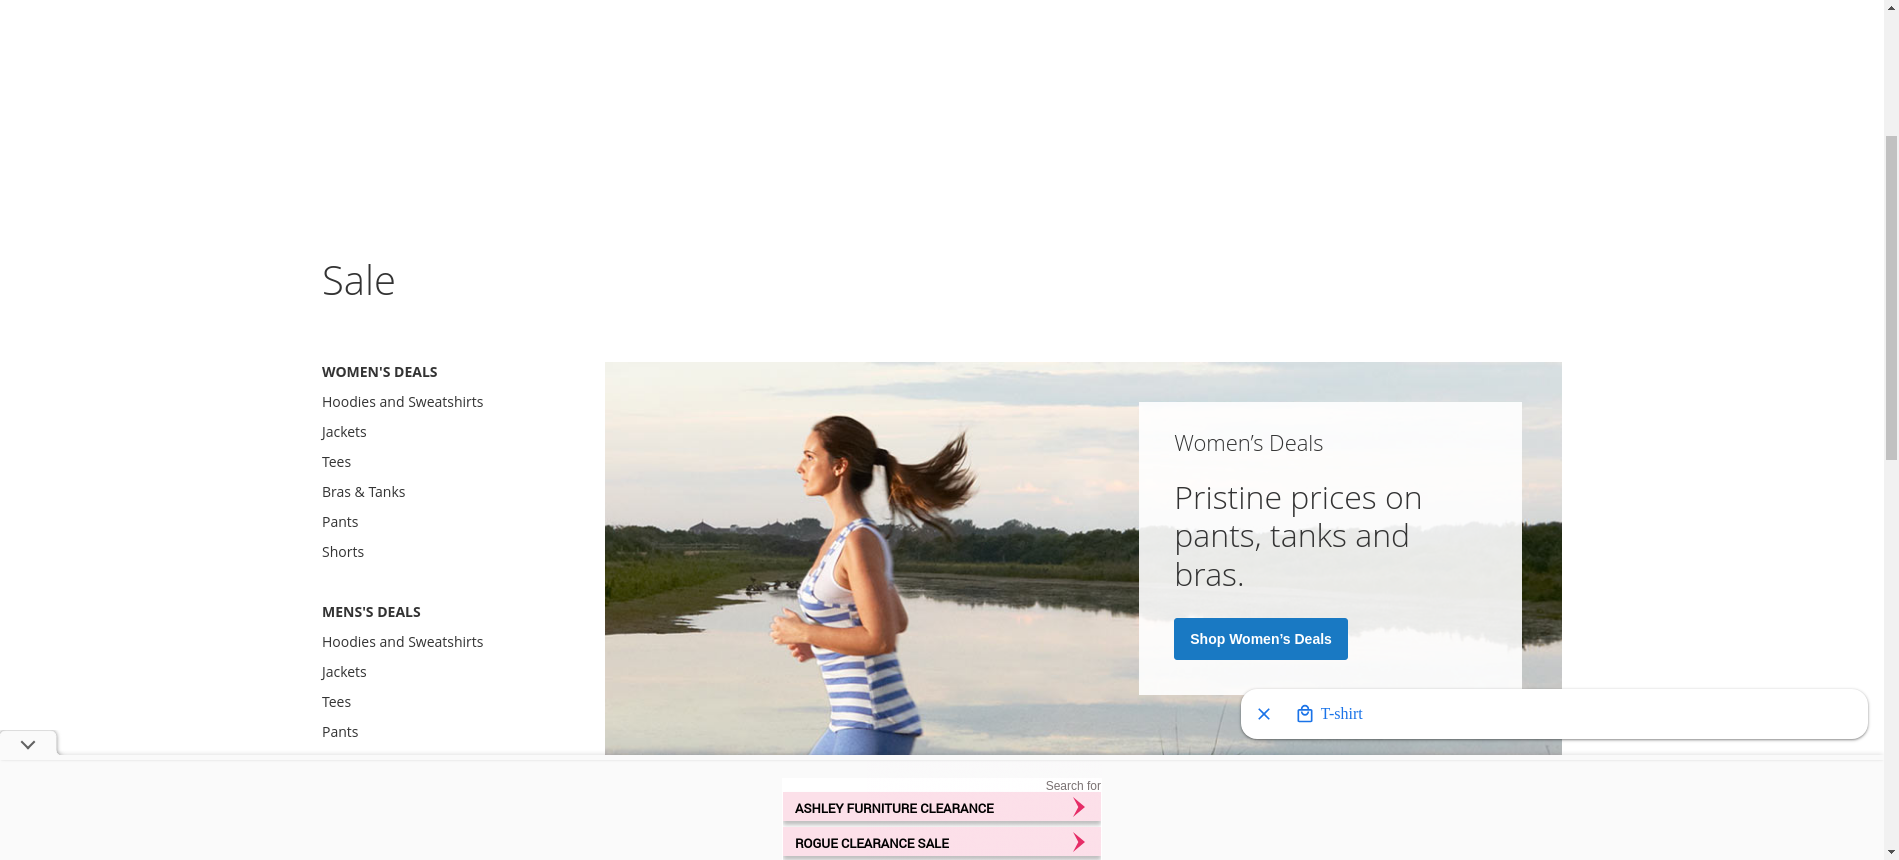 Sale
WOMEN'S DEALS
Hoodies and Sweatshirts
Jackets
Tees
Bras & Tanks
Pants
Shorts
MENS'S DEALS
Hoodies and Sweatshirts
Jackets
Tees
Pants
Women’s Deals
Pristine prices on
pants, tanks and
bras.
Shop Women’s Deals
T-shirt
Search for
ASHLEY FURNITURE CLEARANCE
ROGUE CLEARANCE SALE